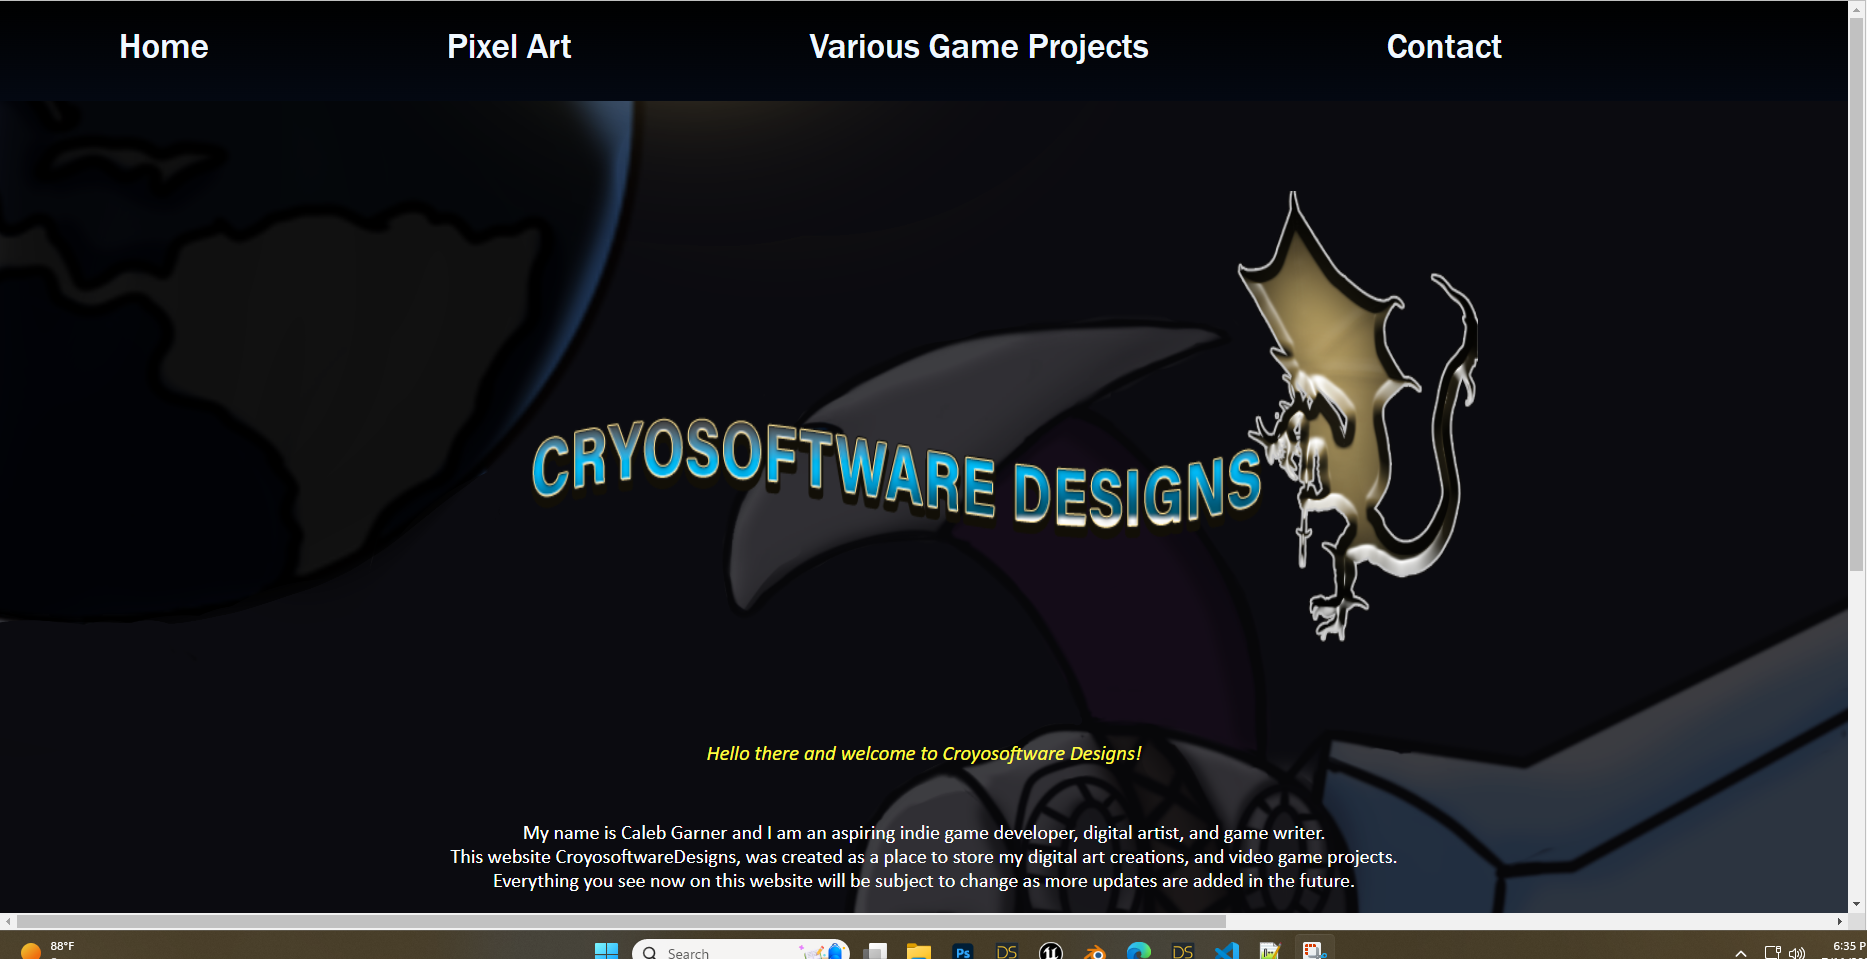 Home Pixel Art Various Game Projects Contact
CRYOSOFTWARE DESIGNS
Hello there and welcome to Croyosoftware Designs!
My name is Caleb Garner and I am an aspiring indie game developer, digital artist, and game writer.
This website CroyosoftwareDesigns, was created as a place to store my digital art creations, and video game projects.
Everything you see now on this website will be subject to change as more updates are added in the future.
88°F
Search
Ps
DS
DS
6:35 P